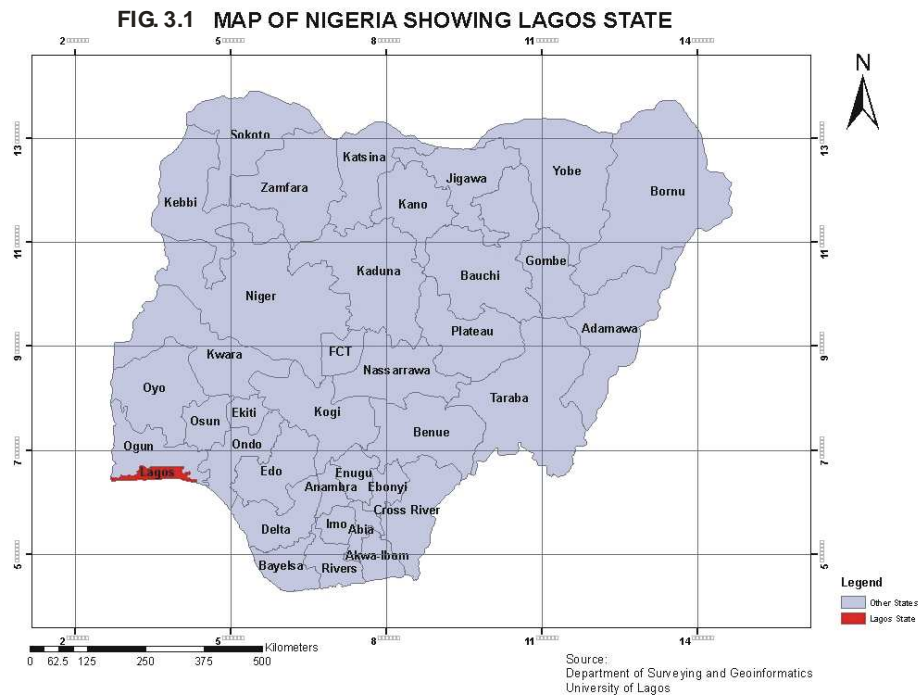 FIG. 3.1 MAP OF NIGERIA SHOWING LAGOS STATE
2 5 8 11 14
N
13 13
11 11
9 9
7 7
5 5
Sokoto
Katsina
Yobe
Jigawa
Zamfara
Bornu
Kebbi
Kano
Gombe
Kaduna
Bauchi
Niger
Plateau
Adamawa
FCT
Kwara
Nassarrawa
Oyo
Taraba
Ekiti
Kogi
Osun
Benue
Ogun
Ondo
Lagos
Edo
Enugu
Anambra
Ebonyi
Cross River
Imo
Abia
Delta
Akwa-Ibom
Bayelsa
Rivers
Legend
Other States
Lagos State
2 5 8 11 14
Kilometers
0 62.5 125 250 375 500
Source:
Department of Surveying and Geoinformatics
University of Lagos